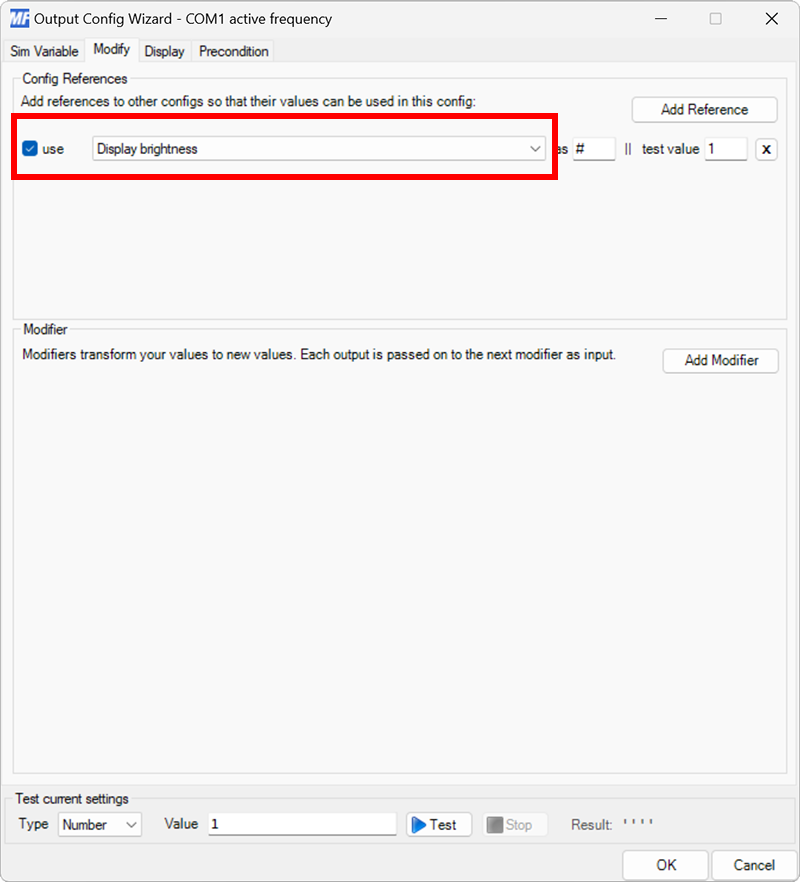 MF Output Config Wizard - COM1 active frequency
Sim Variable Modify Display Precondition
Config References
Add references to other configs so that their values can be used in this config:
Add Reference
use Display brightness as # || test value 1 x
Modifier
Modifiers transform your values to new values. Each output is passed on to the next modifier as input.
Add Modifier
Test current settings
Type Number Value 1 Test Stop Result: ' ' ' '
OK Cancel